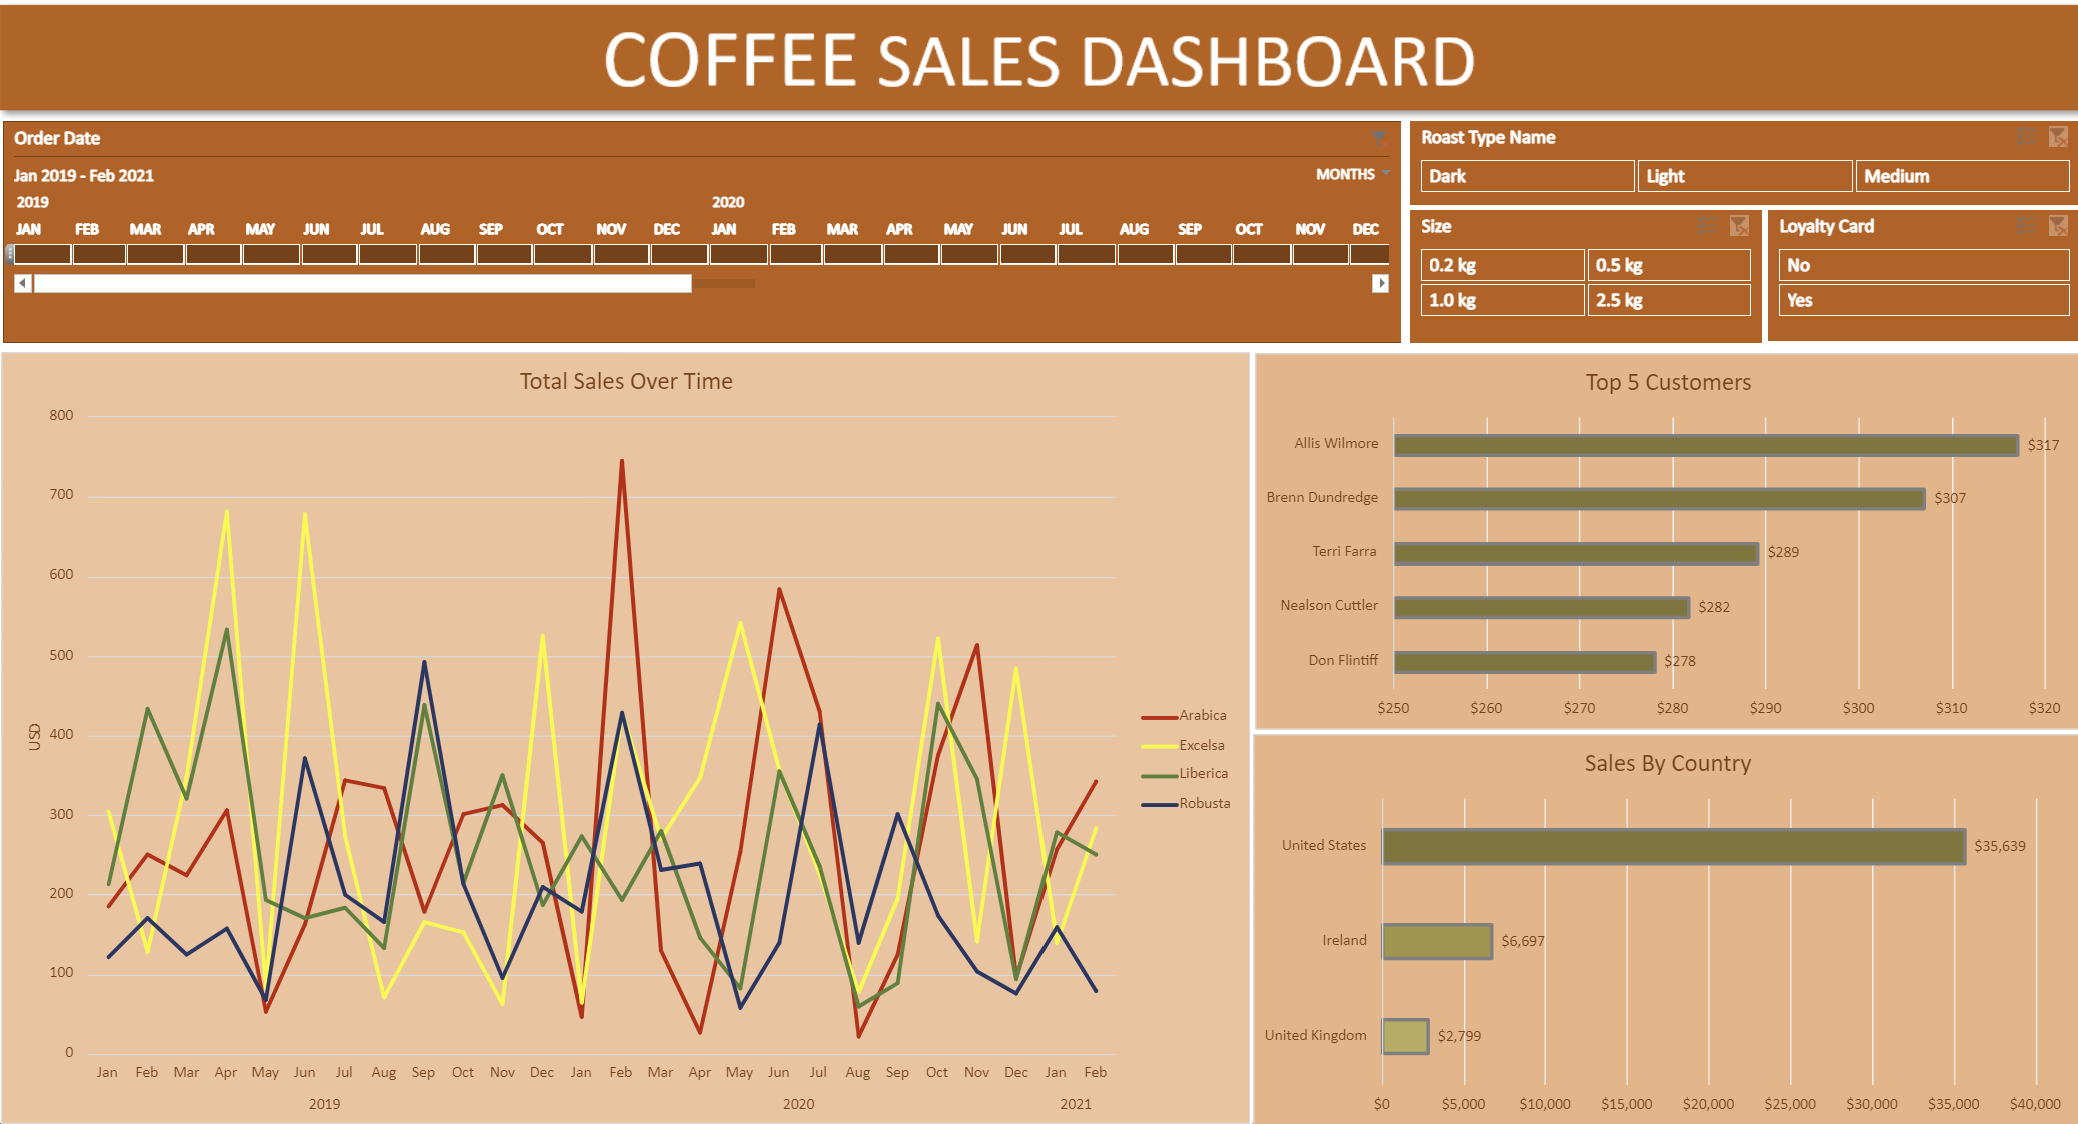 COFFEE SALES DASHBOARD
Order Date
Jan 2019 - Feb 2021
MONTHS
2019 2020
JAN FEB MAR APR MAY JUN JUL AUG SEP OCT NOV DEC JAN FEB MAR APR MAY JUN JUL AUG SEP OCT NOV DEC
Roast Type Name
Dark Light Medium
Size
0.2 kg 0.5 kg
1.0 kg 2.5 kg
Loyalty Card
No
Yes
Total Sales Over Time
800
700
600
500
400
300
200
100
0
USD
Jan Feb Mar Apr May Jun Jul Aug Sep Oct Nov Dec Jan Feb Mar Apr May Jun Jul Aug Sep Oct Nov Dec Jan Feb
2019 2020 2021
Arabica
Excelsa
Liberica
Robusta
Top 5 Customers
Allis Wilmore $317
Brenn Dundredge $307
Terri Farra $289
Nealson Cuttler $282
Don Flintiff $278
$250 $260 $270 $280 $290 $300 $310 $320
Sales By Country
United States $35,639
Ireland $6,697
United Kingdom $2,799
$0 $5,000 $10,000 $15,000 $20,000 $25,000 $30,000 $35,000 $40,000